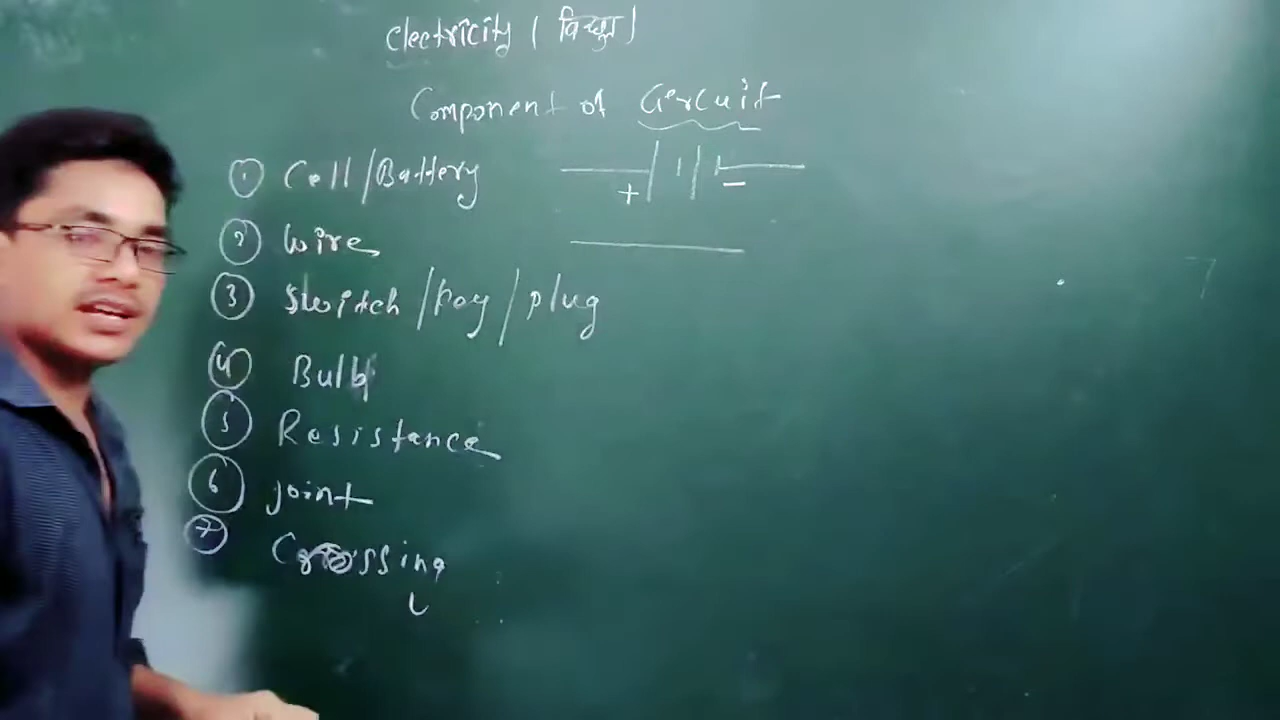 Electricity ( विद्युत )
Component of Cercuit
① Cell/Battery + −
② Wire
③ Switch/key/plug
④ Bulb
⑤ Resistance
⑥ joint
⑦ Crossing